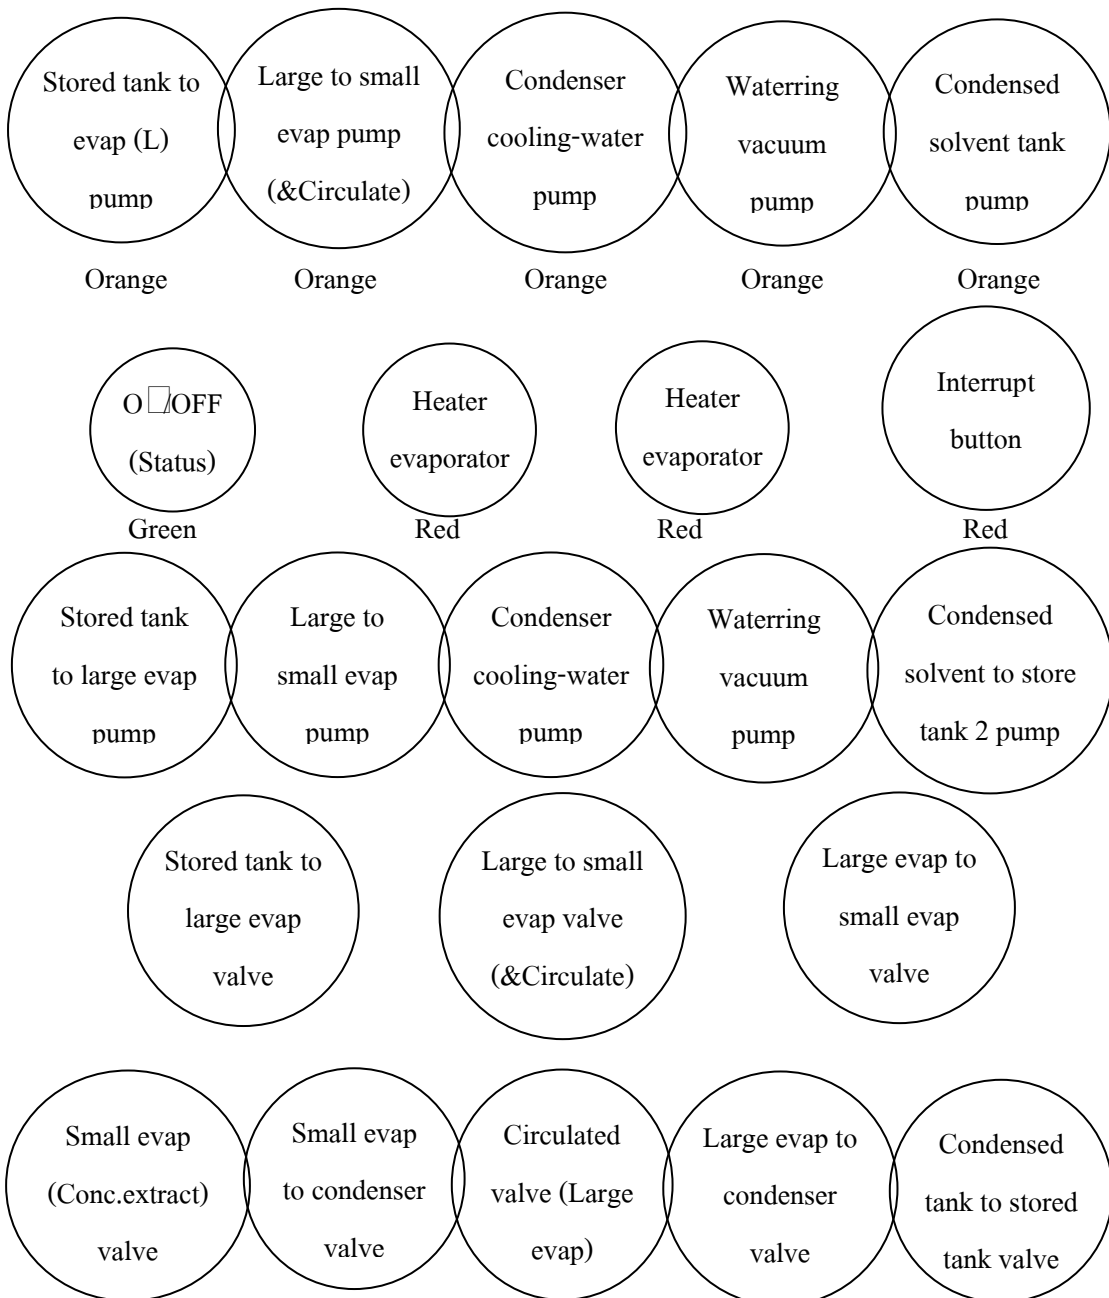 Stored tank to
evap (L)
pump
Large to small
evap pump
(&Circulate)
Condenser
cooling-water
pump
Waterring
vacuum
pump
Condensed
solvent tank
pump
Orange
Orange
Orange
Orange
Orange
O□/OFF
(Status)
Heater
evaporator
Heater
evaporator
Interrupt
button
Green
Red
Red
Red
Stored tank
to large evap
pump
Large to
small evap
pump
Condenser
cooling-water
pump
Waterring
vacuum
pump
Condensed
solvent to store
tank 2 pump
Stored tank to
large evap
valve
Large to small
evap valve
(&Circulate)
Large evap to
small evap
valve
Small evap
(Conc.extract)
valve
Small evap
to condenser
valve
Circulated
valve (Large
evap)
Large evap to
condenser
valve
Condensed
tank to stored
tank valve